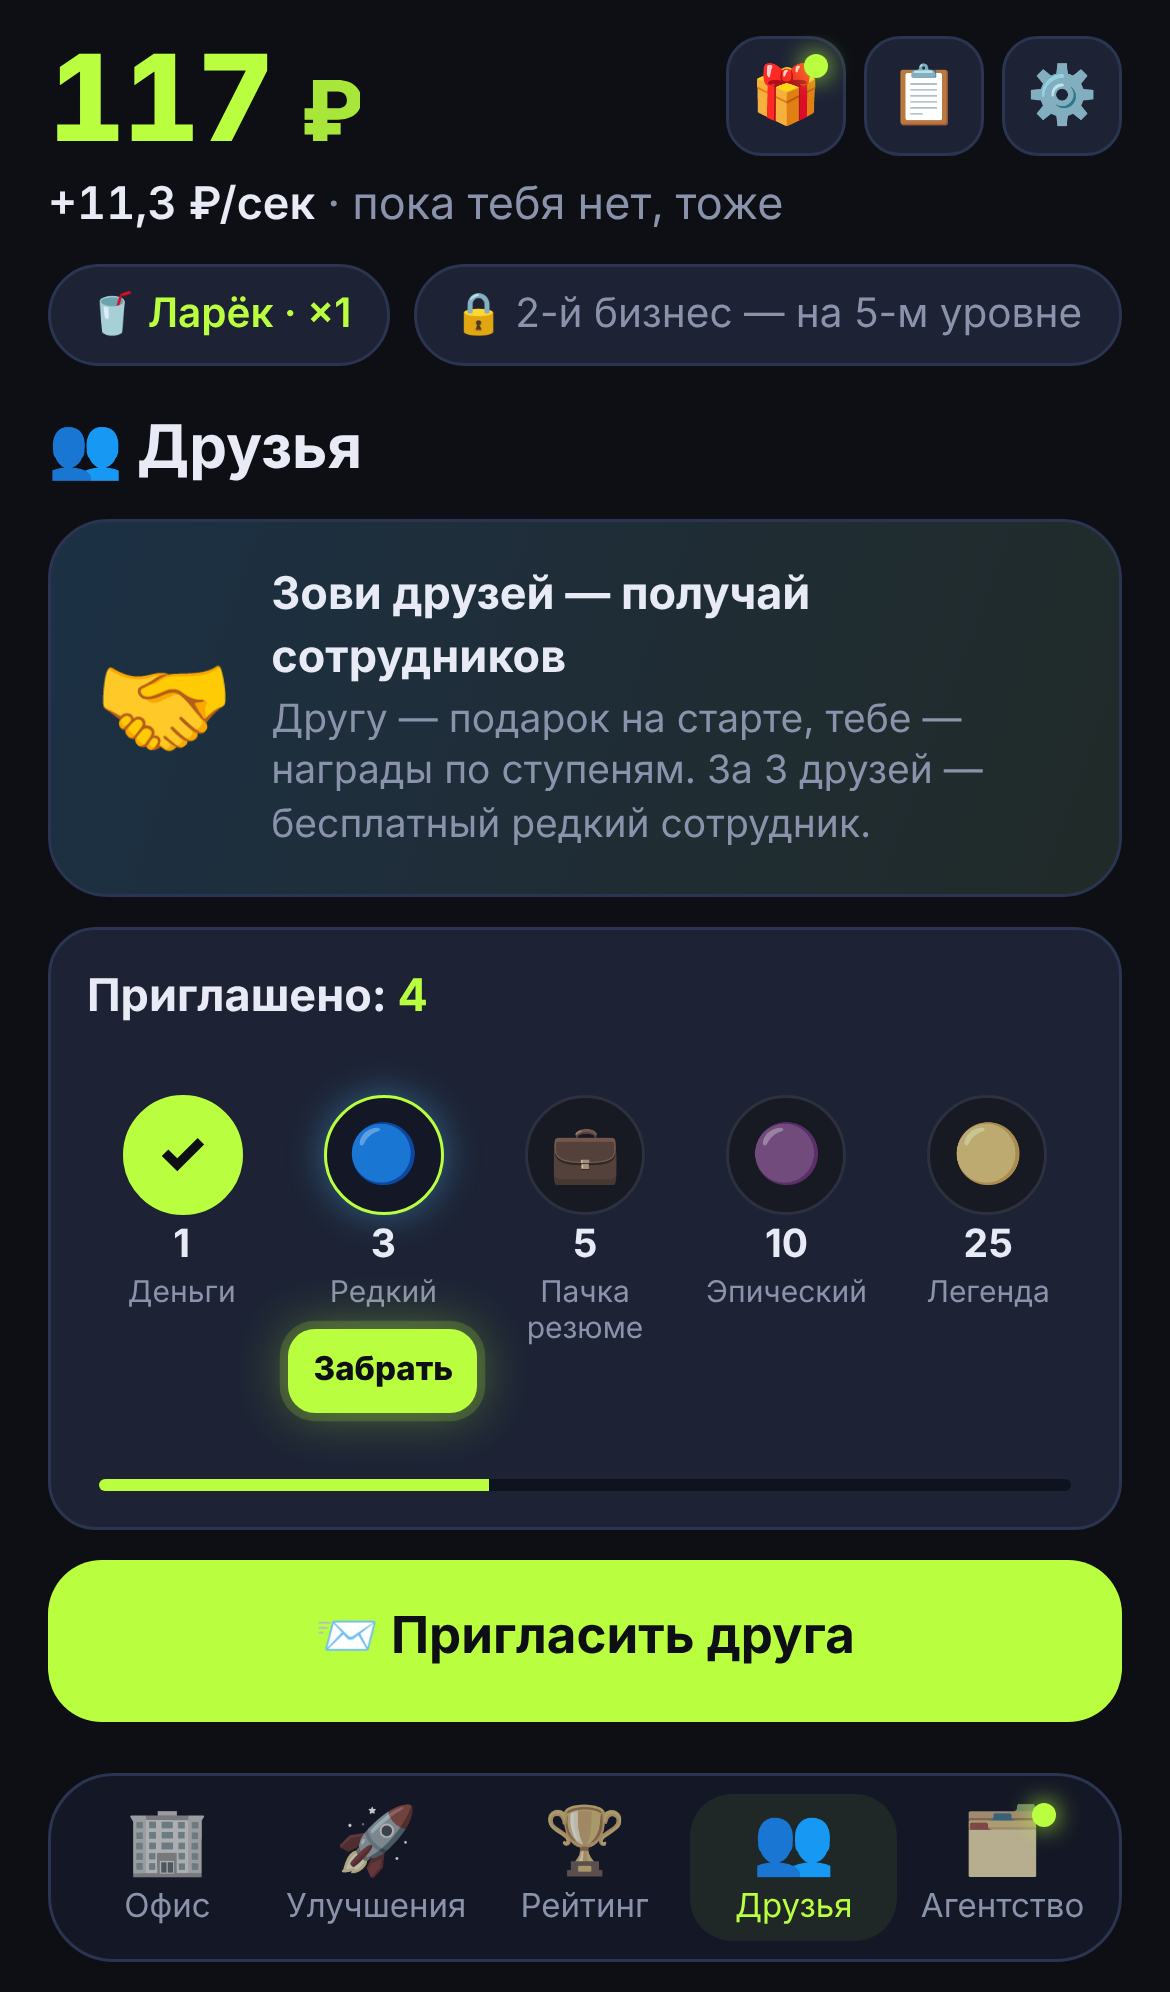 117 ₽
+11,3 ₽/сек · пока тебя нет, тоже
Ларёк · ×1
2-й бизнес — на 5-м уровне
Друзья
Зови друзей — получай
сотрудников
Другу — подарок на старте, тебе —
награды по ступеням. За 3 друзей —
бесплатный редкий сотрудник.
Приглашено: 4
1
Деньги
3
Редкий
Забрать
5
Пачка
резюме
10
Эпический
25
Легенда
Пригласить друга
Офис
Улучшения
Рейтинг
Друзья
Агентство